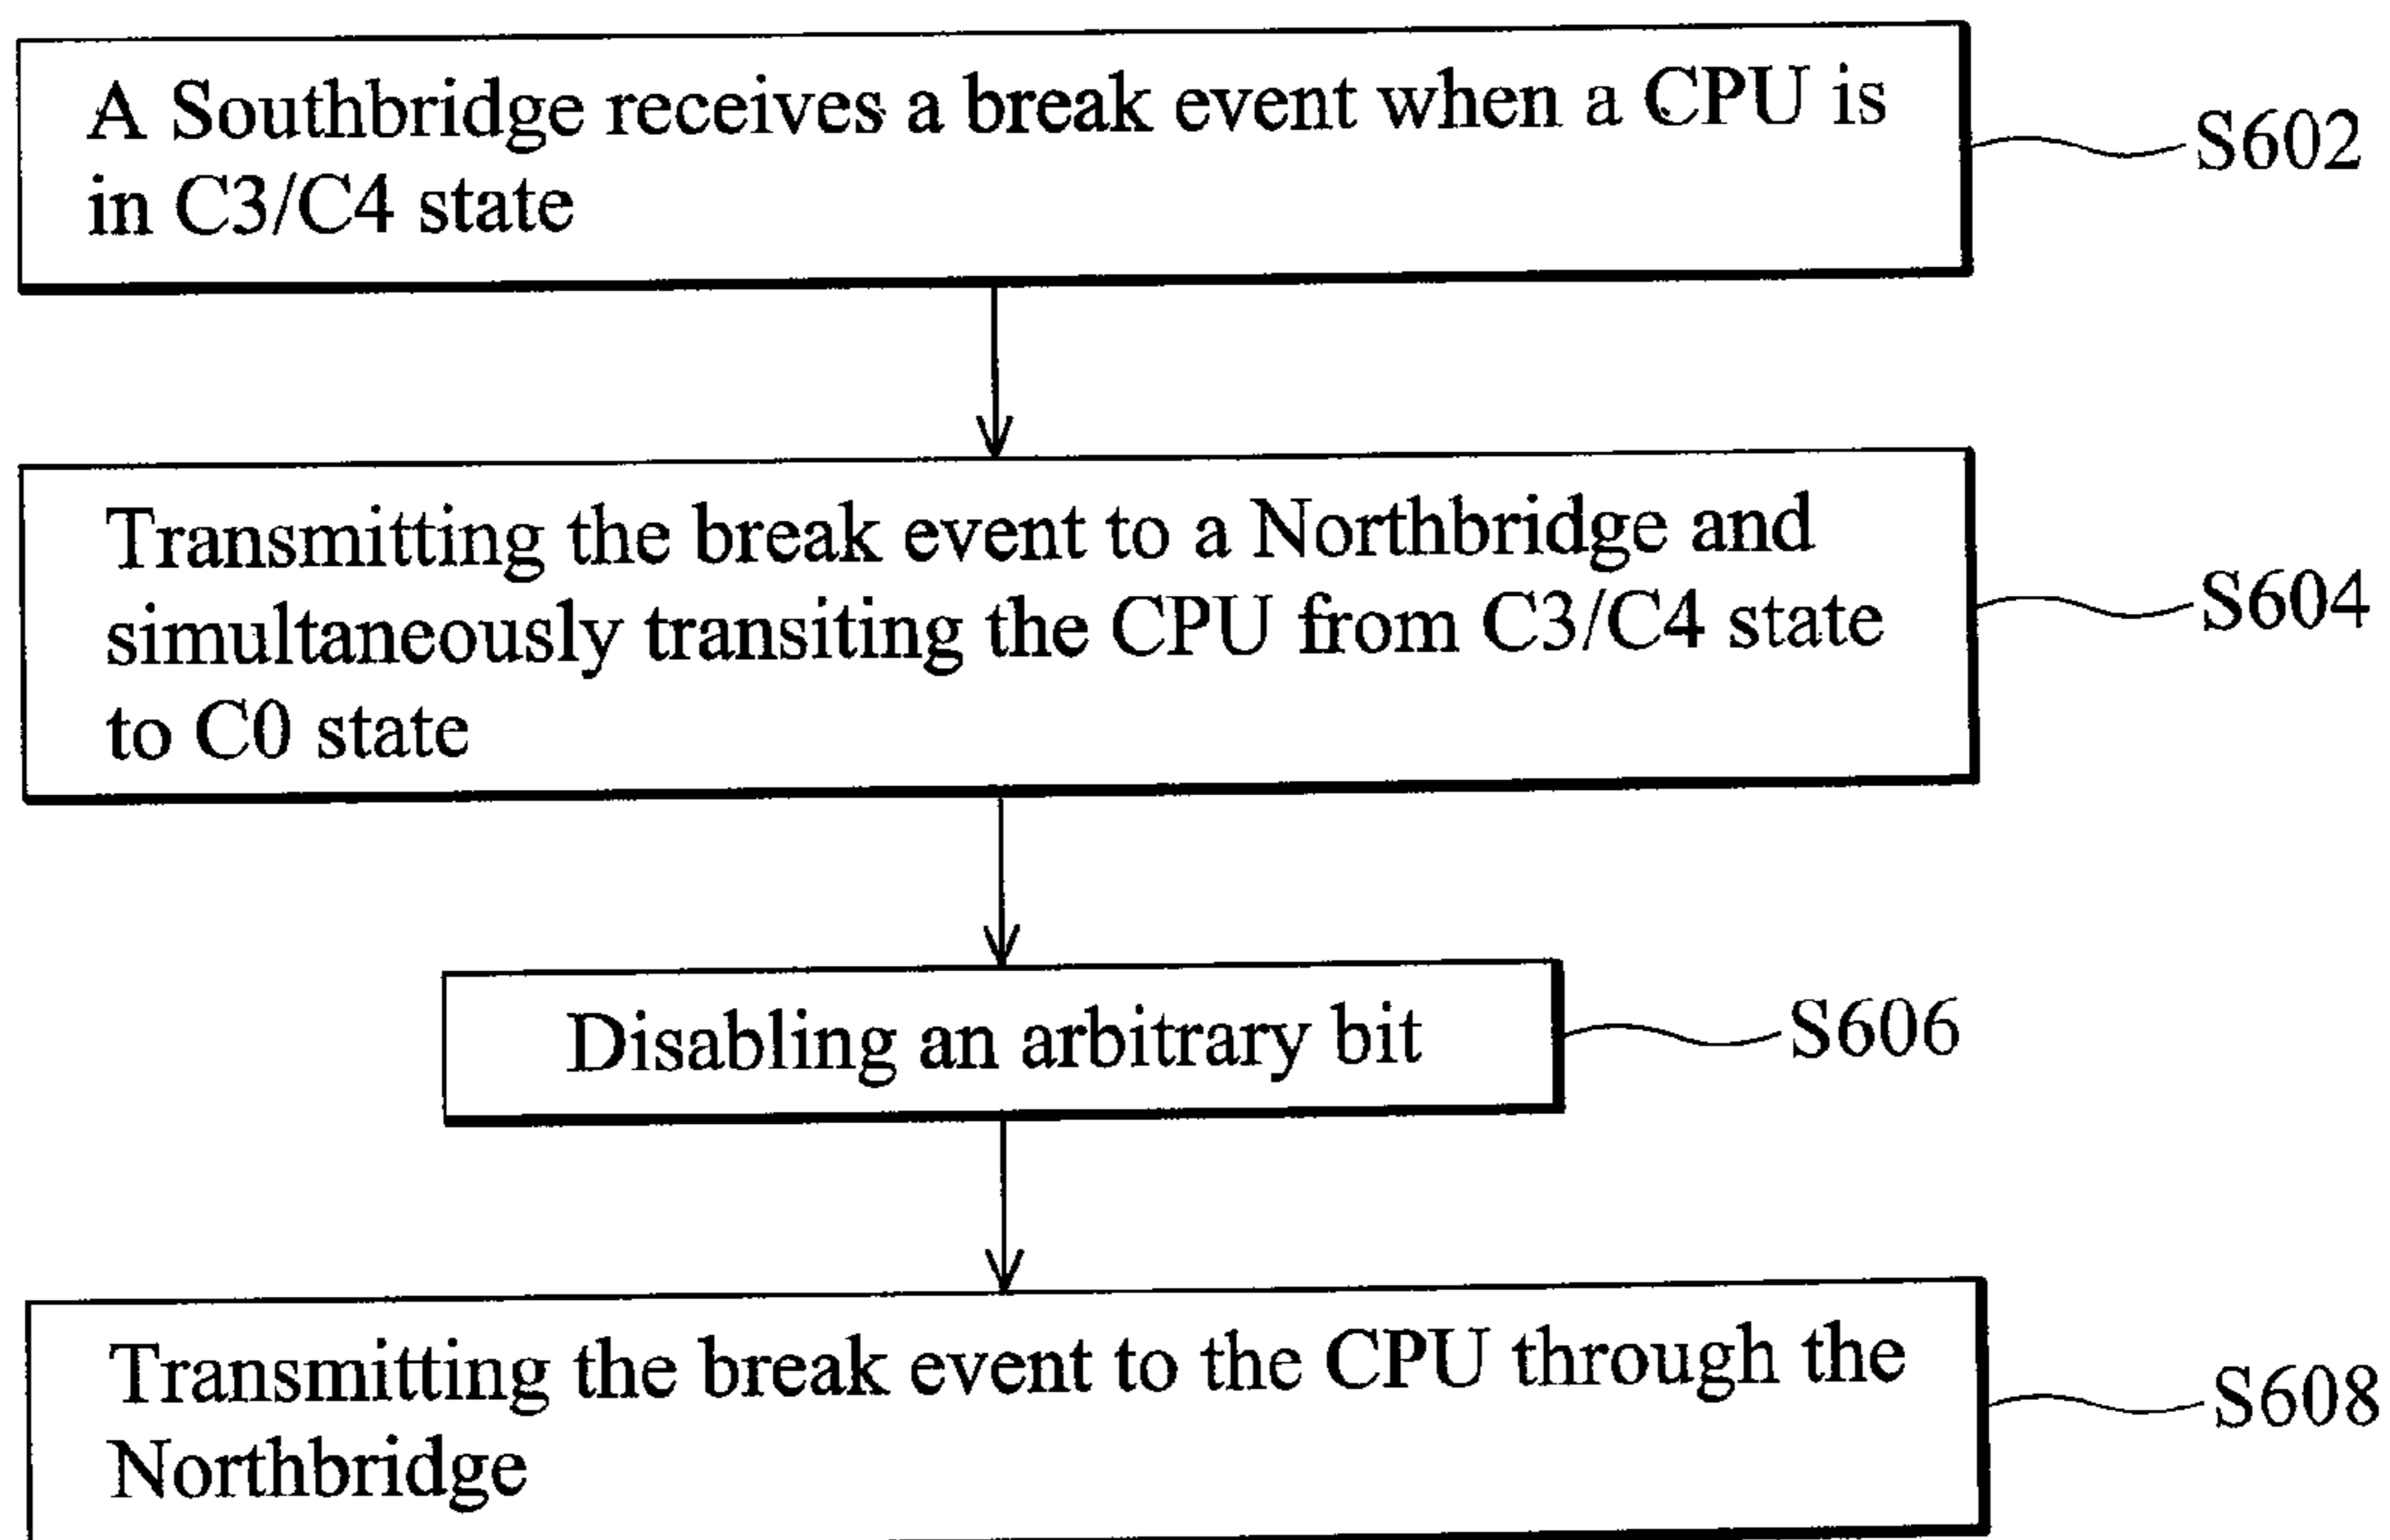 A Southbridge receives a break event when a CPU is
in C3/C4 state
S602
Transmitting the break event to a Northbridge and
simultaneously transiting the CPU from C3/C4 state
to C0 state
S604
Disabling an arbitrary bit
S606
Transmitting the break event to the CPU through the
Northbridge
S608